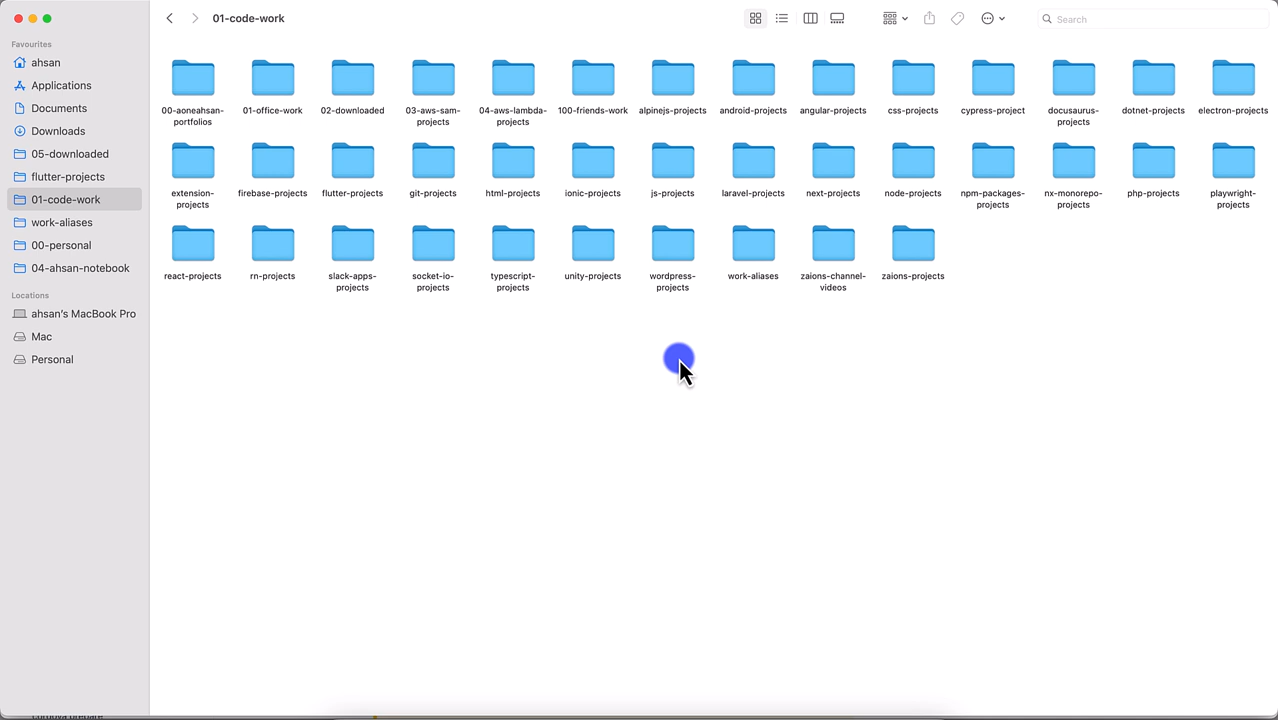 01-code-work
Search
Favourites
ahsan
Applications
Documents
Downloads
05-downloaded
flutter-projects
01-code-work
work-aliases
00-personal
04-ahsan-notebook
Locations
ahsan's MacBook Pro
Mac
Personal
00-aoneahsan-
portfolios
01-office-work
02-downloaded
03-aws-sam-
projects
04-aws-lambda-
projects
100-friends-work
alpinejs-projects
android-projects
angular-projects
css-projects
cypress-project
docusaurus-
projects
dotnet-projects
electron-projects
extension-
projects
firebase-projects
flutter-projects
git-projects
html-projects
ionic-projects
js-projects
laravel-projects
next-projects
node-projects
npm-packages-
projects
nx-monorepo-
projects
php-projects
playwright-
projects
react-projects
rn-projects
slack-apps-
projects
socket-io-
projects
typescript-
projects
unity-projects
wordpress-
projects
work-aliases
zaions-channel-
videos
zaions-projects
cordova prepare